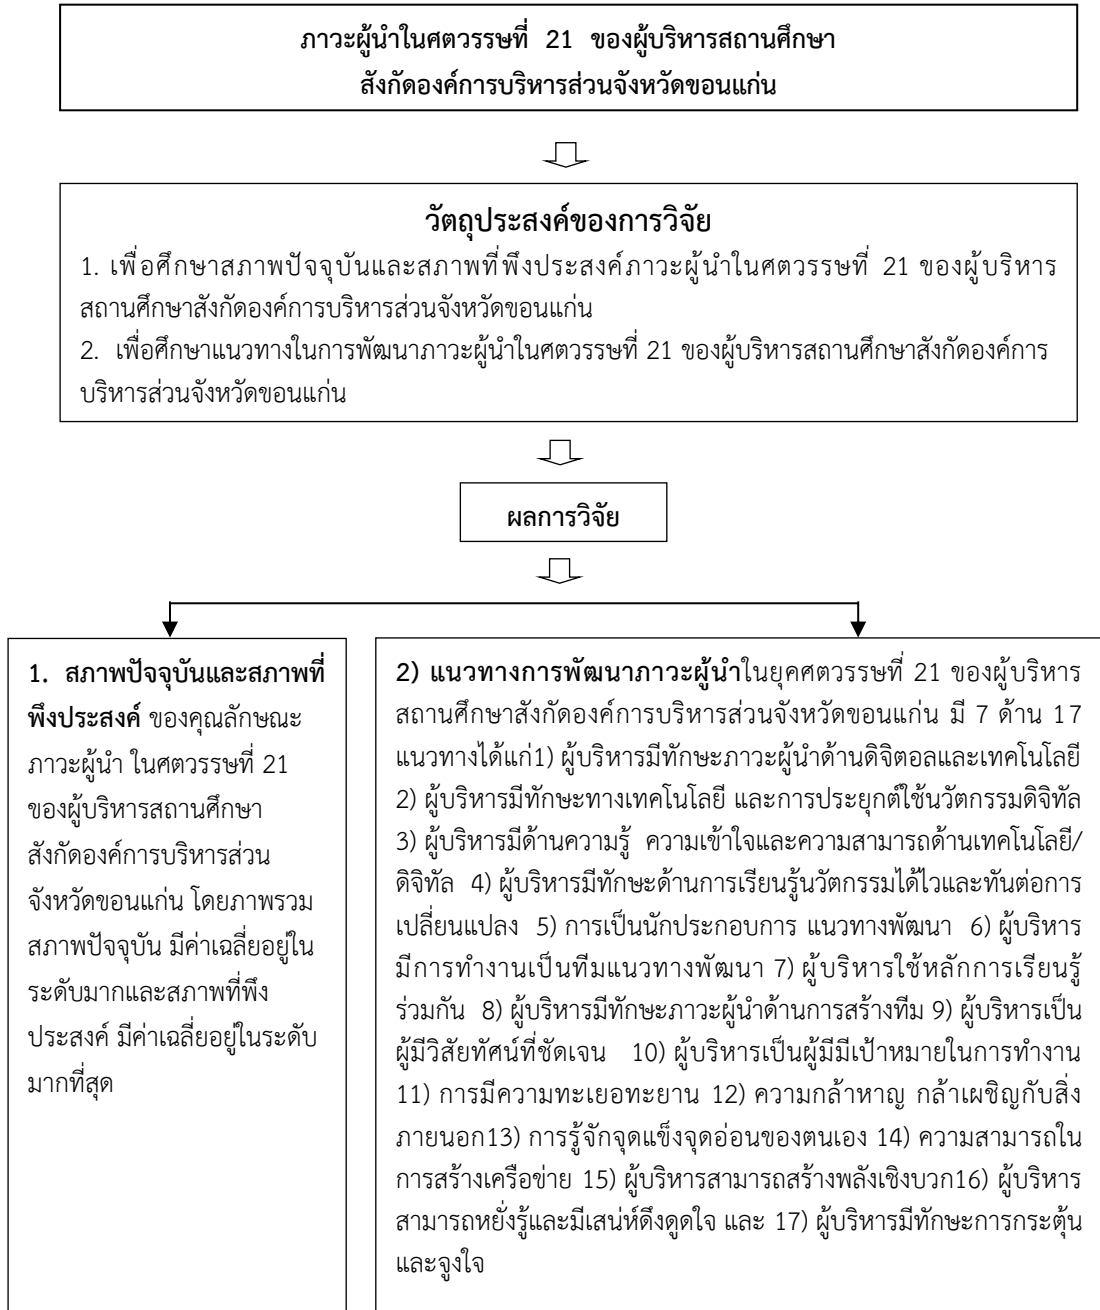 ภาวะผู้นำในศตวรรษที่ 21 ของผู้บริหารสถานศึกษา
สังกัดองค์การบริหารส่วนจังหวัดขอนแก่น
วัตถุประสงค์ของการวิจัย
1. เพื่อศึกษาสภาพปัจจุบันและสภาพที่พึงประสงค์ภาวะผู้นำในศตวรรษที่ 21 ของผู้บริหาร
สถานศึกษาสังกัดองค์การบริหารส่วนจังหวัดขอนแก่น
2. เพื่อศึกษาแนวทางในการพัฒนาภาวะผู้นำในศตวรรษที่ 21 ของผู้บริหารสถานศึกษาสังกัดองค์การ
บริหารส่วนจังหวัดขอนแก่น
ผลการวิจัย
1. สภาพปัจจุบันและสภาพที่
พึงประสงค์ ของคุณลักษณะ
ภาวะผู้นำ ในศตวรรษที่ 21
ของผู้บริหารสถานศึกษา
สังกัดองค์การบริหารส่วน
จังหวัดขอนแก่น โดยภาพรวม
สภาพปัจจุบัน มีค่าเฉลี่ยอยู่ใน
ระดับมากและสภาพที่พึง
ประสงค์ มีค่าเฉลี่ยอยู่ในระดับ
มากที่สุด
2) แนวทางการพัฒนาภาวะผู้นำในยุคศตวรรษที่ 21 ของผู้บริหาร
สถานศึกษาสังกัดองค์การบริหารส่วนจังหวัดขอนแก่น มี 7 ด้าน 17
แนวทางได้แก่1) ผู้บริหารมีทักษะภาวะผู้นำด้านดิจิตอลและเทคโนโลยี
2) ผู้บริหารมีทักษะทางเทคโนโลยี และการประยุกต์ใช้นวัตกรรมดิจิทัล
3) ผู้บริหารมีด้านความรู้ ความเข้าใจและความสามารถด้านเทคโนโลยี/
ดิจิทัล 4) ผู้บริหารมีทักษะด้านการเรียนรู้นวัตกรรมได้ไวและทันต่อการ
เปลี่ยนแปลง 5) การเป็นนักประกอบการ แนวทางพัฒนา 6) ผู้บริหาร
มีการทำงานเป็นทีมแนวทางพัฒนา 7) ผู้บริหารใช้หลักการเรียนรู้
ร่วมกัน 8) ผู้บริหารมีทักษะภาวะผู้นำด้านการสร้างทีม 9) ผู้บริหารเป็น
ผู้มีวิสัยทัศน์ที่ชัดเจน 10) ผู้บริหารเป็นผู้มีมีเป้าหมายในการทำงาน
11) การมีความทะเยอทะยาน 12) ความกล้าหาญ กล้าเผชิญกับสิ่ง
ภายนอก13) การรู้จักจุดแข็งจุดอ่อนของตนเอง 14) ความสามารถใน
การสร้างเครือข่าย 15) ผู้บริหารสามารถสร้างพลังเชิงบวก16) ผู้บริหาร
สามารถหยั่งรู้และมีเสน่ห์ดึงดูดใจ และ 17) ผู้บริหารมีทักษะการกระตุ้น
และจูงใจ